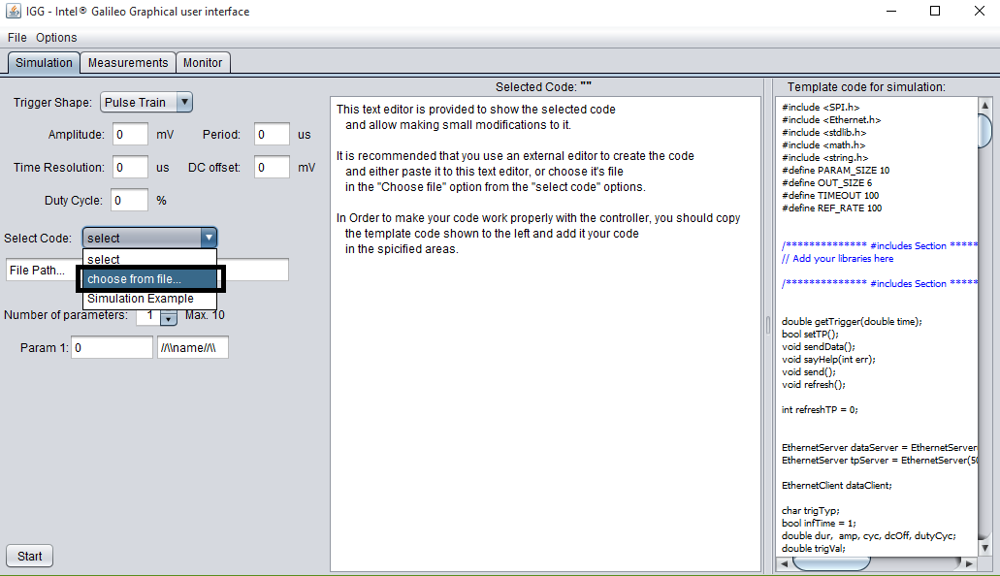 IGG - Intel® Galileo Graphical user interface
File Options
Simulation Measurements Monitor
Trigger Shape: Pulse Train
Amplitude: 0 mV Period: 0 us
Time Resolution: 0 us DC offset: 0 mV
Duty Cycle: 0 %
Select Code: select
select
choose from file...
Simulation Example
File Path...
Number of parameters: 1 Max. 10
Param 1: 0 //\\name//\\
Start
Selected Code: ""
This text editor is provided to show the selected code
and allow making small modifications to it.
It is recommended that you use an external editor to create the code
and either paste it to this text editor, or choose it's file
in the "Choose file" option from the "select code" options.
In Order to make your code work properly with the controller, you should copy
the template code shown to the left and add it your code
in the spicified areas.
Template code for simulation:
#include <SPI.h>
#include <Ethernet.h>
#include <stdlib.h>
#include <math.h>
#include <string.h>
#define PARAM_SIZE 10
#define OUT_SIZE 6
#define TIMEOUT 100
#define REF_RATE 100
/************** #includes Section *****
// Add your libraries here
/************** #includes Section *****
double getTrigger(double time);
bool setTP();
void sendData();
void sayHelp(int err);
void send();
void refresh();
int refreshTP = 0;
EthernetServer dataServer = EthernetServer
EthernetServer tpServer = EthernetServer(50
EthernetClient dataClient;
char trigTyp;
bool infTime = 1;
double dur, amp, cyc, dcOff, dutyCyc;
double trigVal;